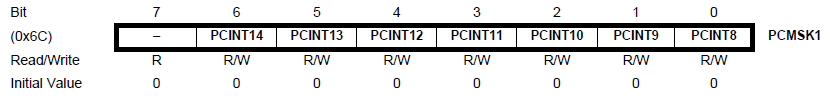 Bit 7 6 5 4 3 2 1 0
(0x6C) – PCINT14 PCINT13 PCINT12 PCINT11 PCINT10 PCINT9 PCINT8 PCMSK1
Read/Write R R/W R/W R/W R/W R/W R/W R/W
Initial Value 0 0 0 0 0 0 0 0